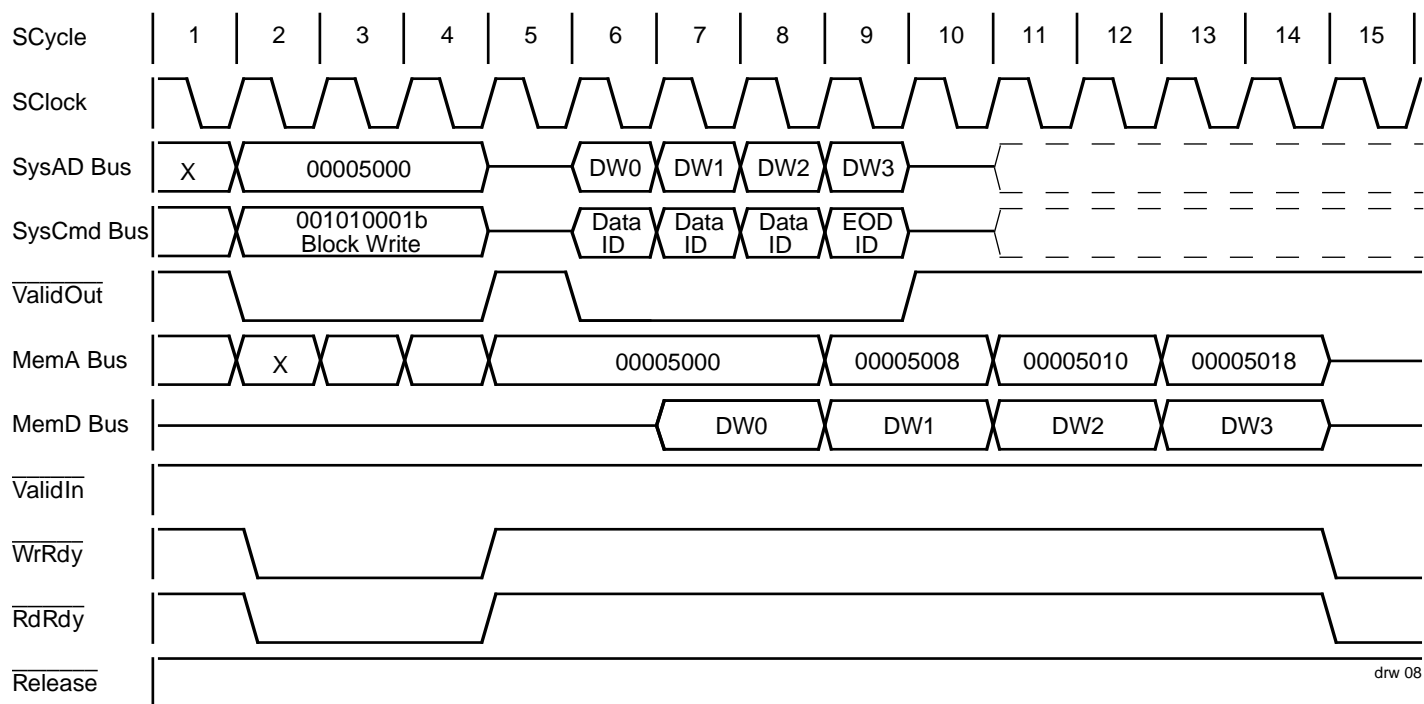 SCycle 1 2 3 4 5 6 7 8 9 10 11 12 13 14 15
SClock
SysAD Bus X 00005000 DW0 DW1 DW2 DW3
SysCmd Bus 001010001b Block Write Data ID Data ID Data ID EOD ID
ValidOut
MemA Bus X 00005000 00005008 00005010 00005018
MemD Bus DW0 DW1 DW2 DW3
ValidIn
WrRdy
RdRdy
Release
drw 08